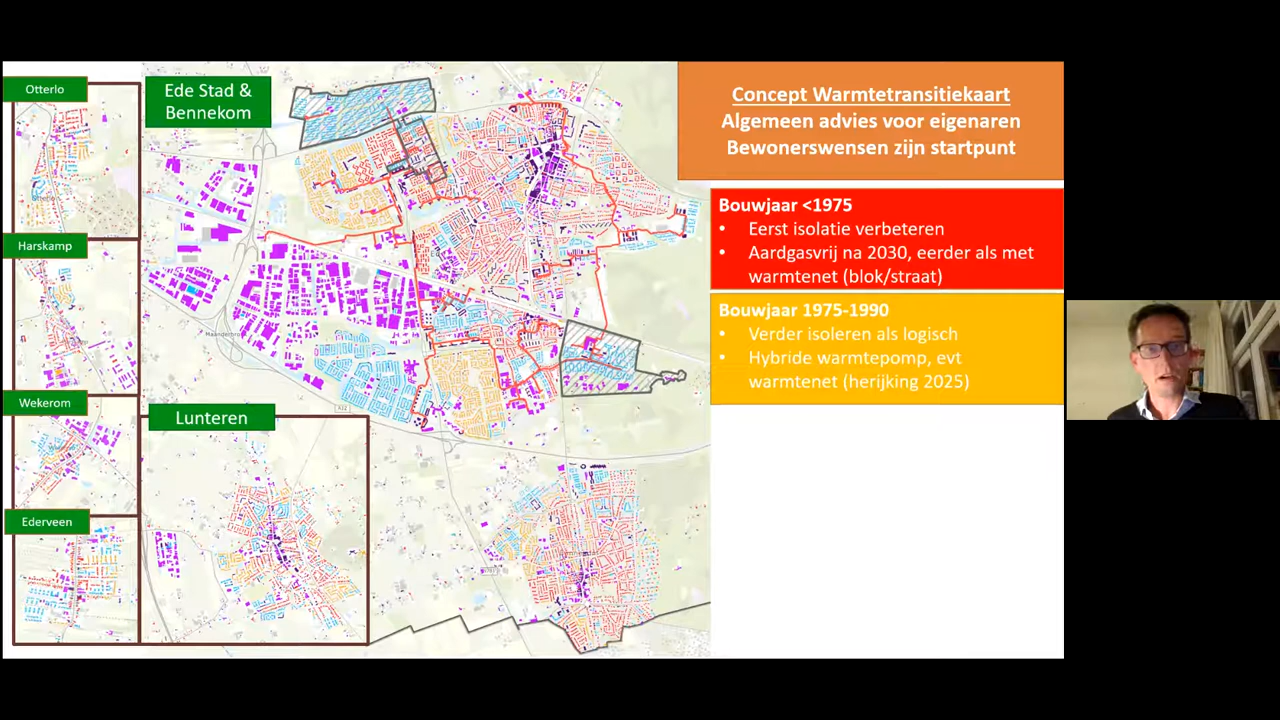 Otterlo
Ede Stad &
Bennekom
Concept Warmtetransitiekaart
Algemeen advies voor eigenaren
Bewonerswensen zijn startpunt
Bouwjaar <1975
• Eerst isolatie verbeteren
• Aardgasvrij na 2030, eerder als met
warmtenet (blok/straat)
Bouwjaar 1975-1990
• Verder isoleren als logisch
• Hybride warmtepomp, evt
warmtenet (herijking 2025)
Harskamp
Wekerom
Lunteren
Ederveen
Otterlo
A12